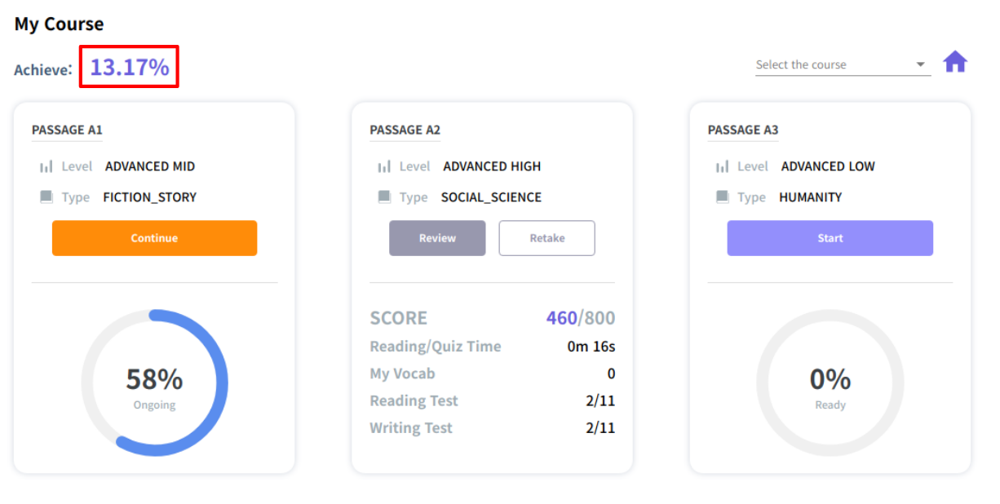 My Course
Achieve: 13.17%
Select the course
PASSAGE A1
Level ADVANCED MID
Type FICTION_STORY
Continue
58%
Ongoing
PASSAGE A2
Level ADVANCED HIGH
Type SOCIAL_SCIENCE
Review Retake
SCORE 460/800
Reading/Quiz Time 0m 16s
My Vocab 0
Reading Test 2/11
Writing Test 2/11
PASSAGE A3
Level ADVANCED LOW
Type HUMANITY
Start
0%
Ready